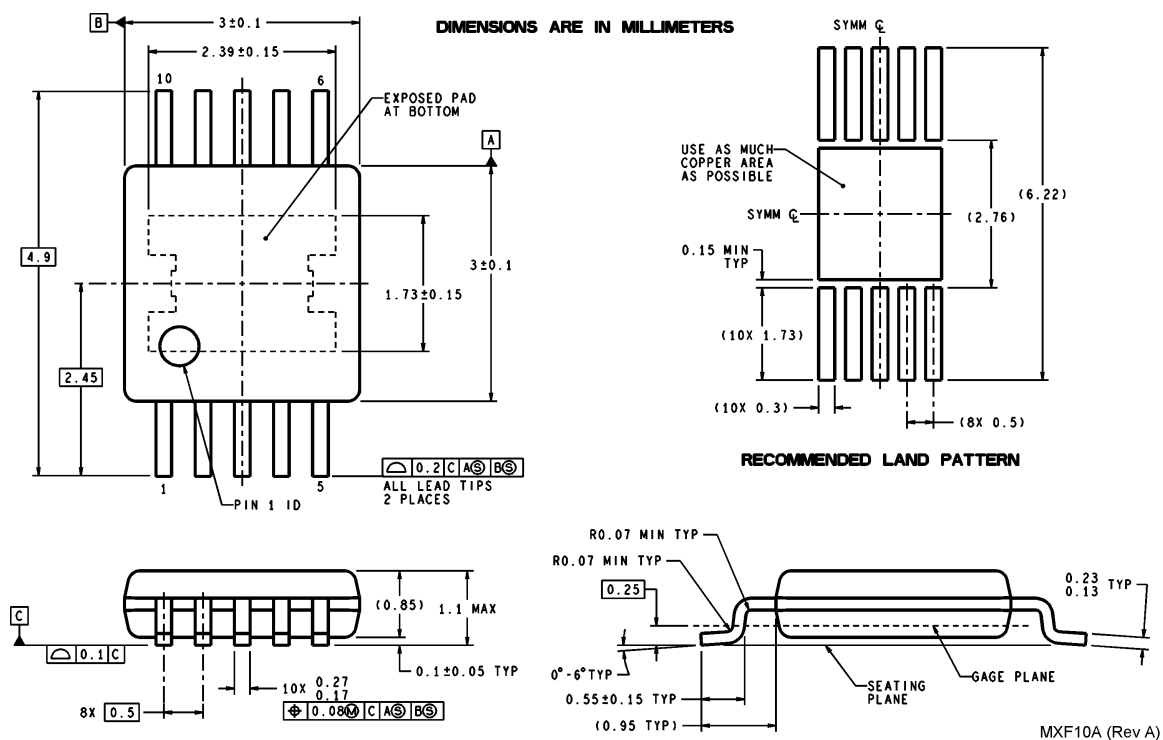 DIMENSIONS ARE IN MILLIMETERS
B
3±0.1
2.39±0.15
10
6
EXPOSED PAD
AT BOTTOM
A
4.9
2.45
1.73±0.15
3±0.1
1
5
PIN 1 ID
⌓ 0.2 C AⓈ BⓈ
ALL LEAD TIPS
2 PLACES
SYMM ℄
USE AS MUCH
COPPER AREA
AS POSSIBLE
SYMM ℄
0.15 MIN
TYP
(2.76)
(6.22)
(10X 1.73)
(10X 0.3)
(8X 0.5)
RECOMMENDED LAND PATTERN
C
⌓ 0.1 C
(0.85)
1.1 MAX
0.1±0.05 TYP
8X 0.5
10X 0.27
0.17
⌖ 0.08Ⓜ C AⓈ BⓈ
R0.07 MIN TYP
R0.07 MIN TYP
0.25
0.23
0.13 TYP
0°-6° TYP
0.55±0.15 TYP
(0.95 TYP)
SEATING
PLANE
GAGE PLANE
MXF10A (Rev A)